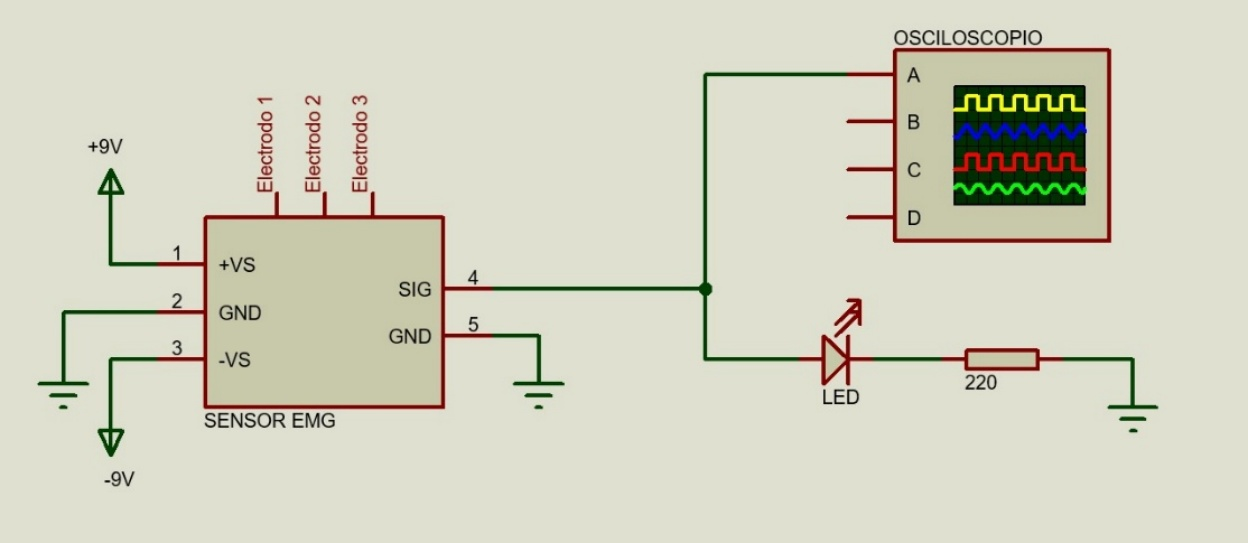 OSCILOSCOPIO
A
B
C
D
Electrodo 1
Electrodo 2
Electrodo 3
+9V
1
+VS
2
GND
3
-VS
SIG
4
GND
5
SENSOR EMG
-9V
LED
220